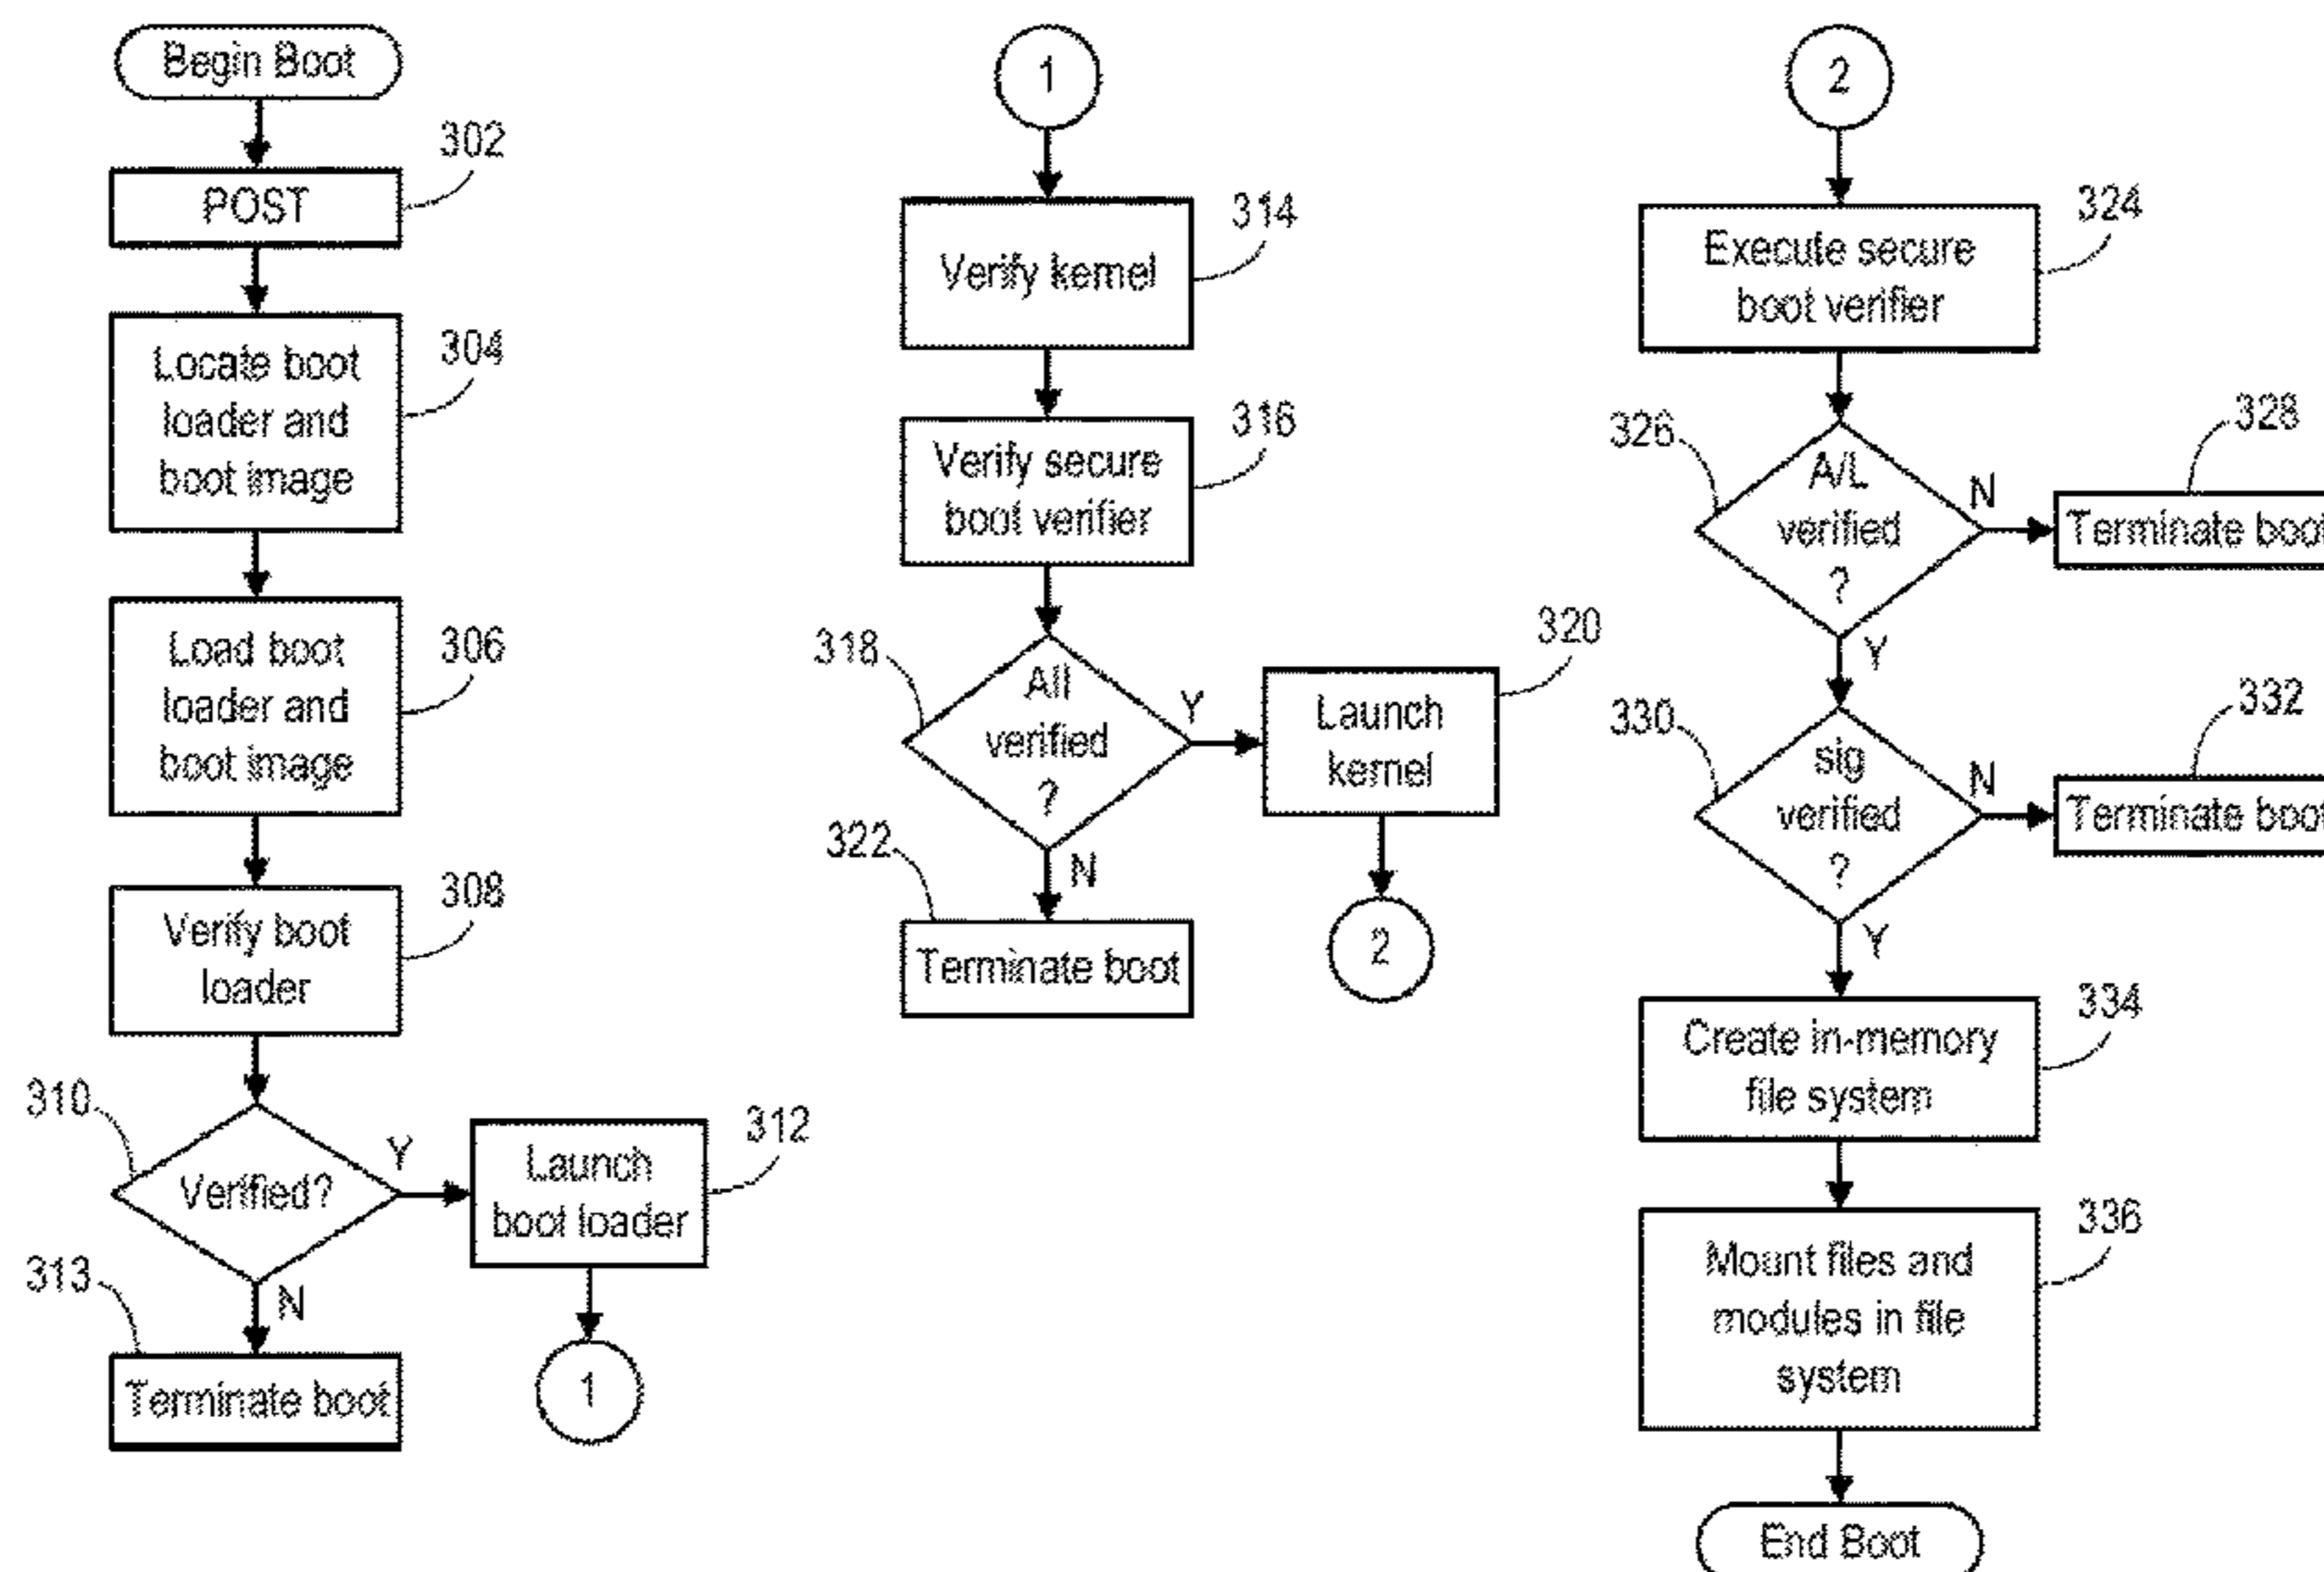 Begin Boot
302
POST
304
Locate boot
loader and
boot image
306
Load boot
loader and
boot image
308
Verify boot
loader
310
Verified?
Y
312
Launch
boot loader
313
N
Terminate boot
1
1
314
Verify kernel
316
Verify secure
boot verifier
318
All
verified
?
Y
320
Launch
kernel
322
N
Terminate boot
2
2
324
Execute secure
boot verifier
326
A/L
verified
?
N
328
Terminate boot
Y
330
sig
verified
?
N
332
Terminate boot
Y
334
Create in-memory
file system
336
Mount files and
modules in file
system
End Boot